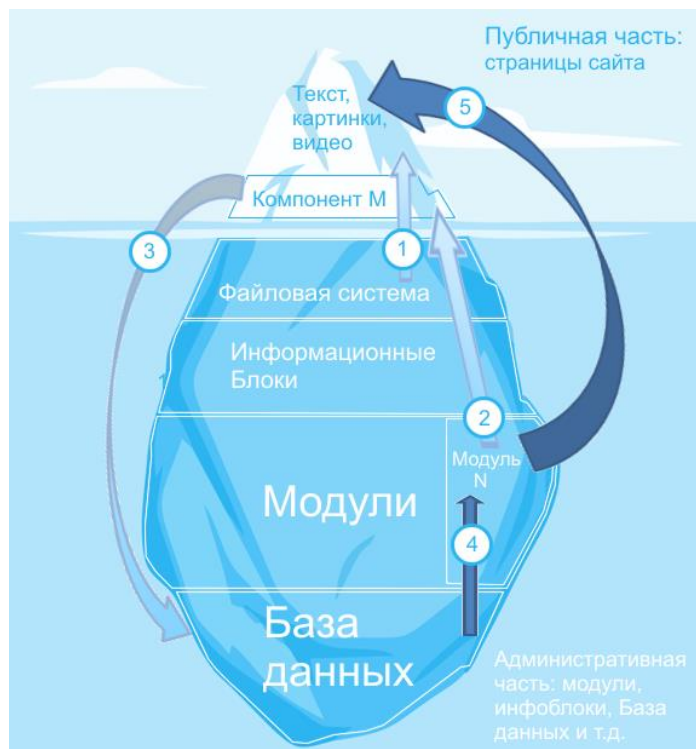 Публичная часть:
страницы сайта
5
Текст,
картинки,
видео
Компонент М
3
1
Файловая система
Информационные
Блоки
2
Модуль
N
Модули
4
База
данных
Административная
часть: модули,
инфоблоки, База
данных и т.д.